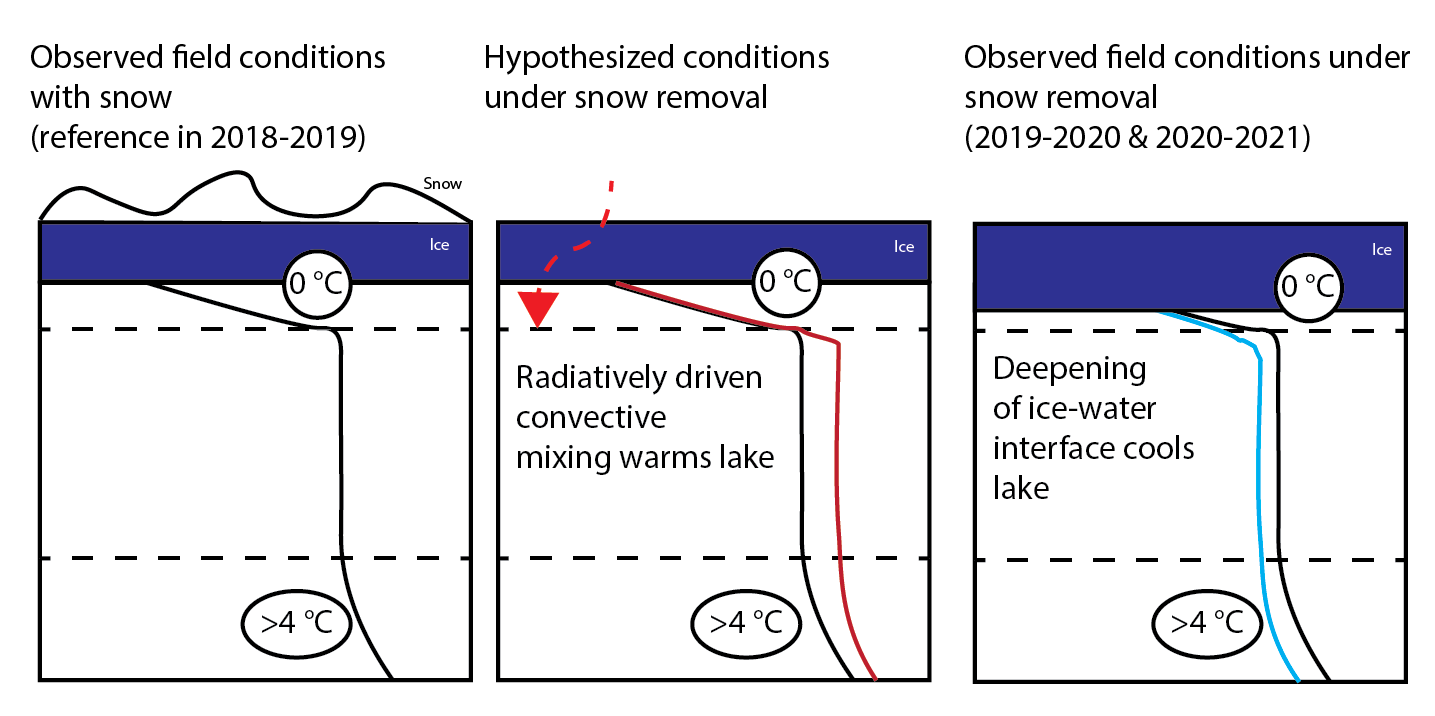 Observed field conditions
with snow
(reference in 2018-2019)
Snow
Ice
0 °C
>4 °C
Hypothesized conditions
under snow removal
Ice
0 °C
Radiatively driven
convective
mixing warms lake
>4 °C
Observed field conditions under
snow removal
(2019-2020 & 2020-2021)
Ice
0 °C
Deepening
of ice-water
interface cools
lake
>4 °C